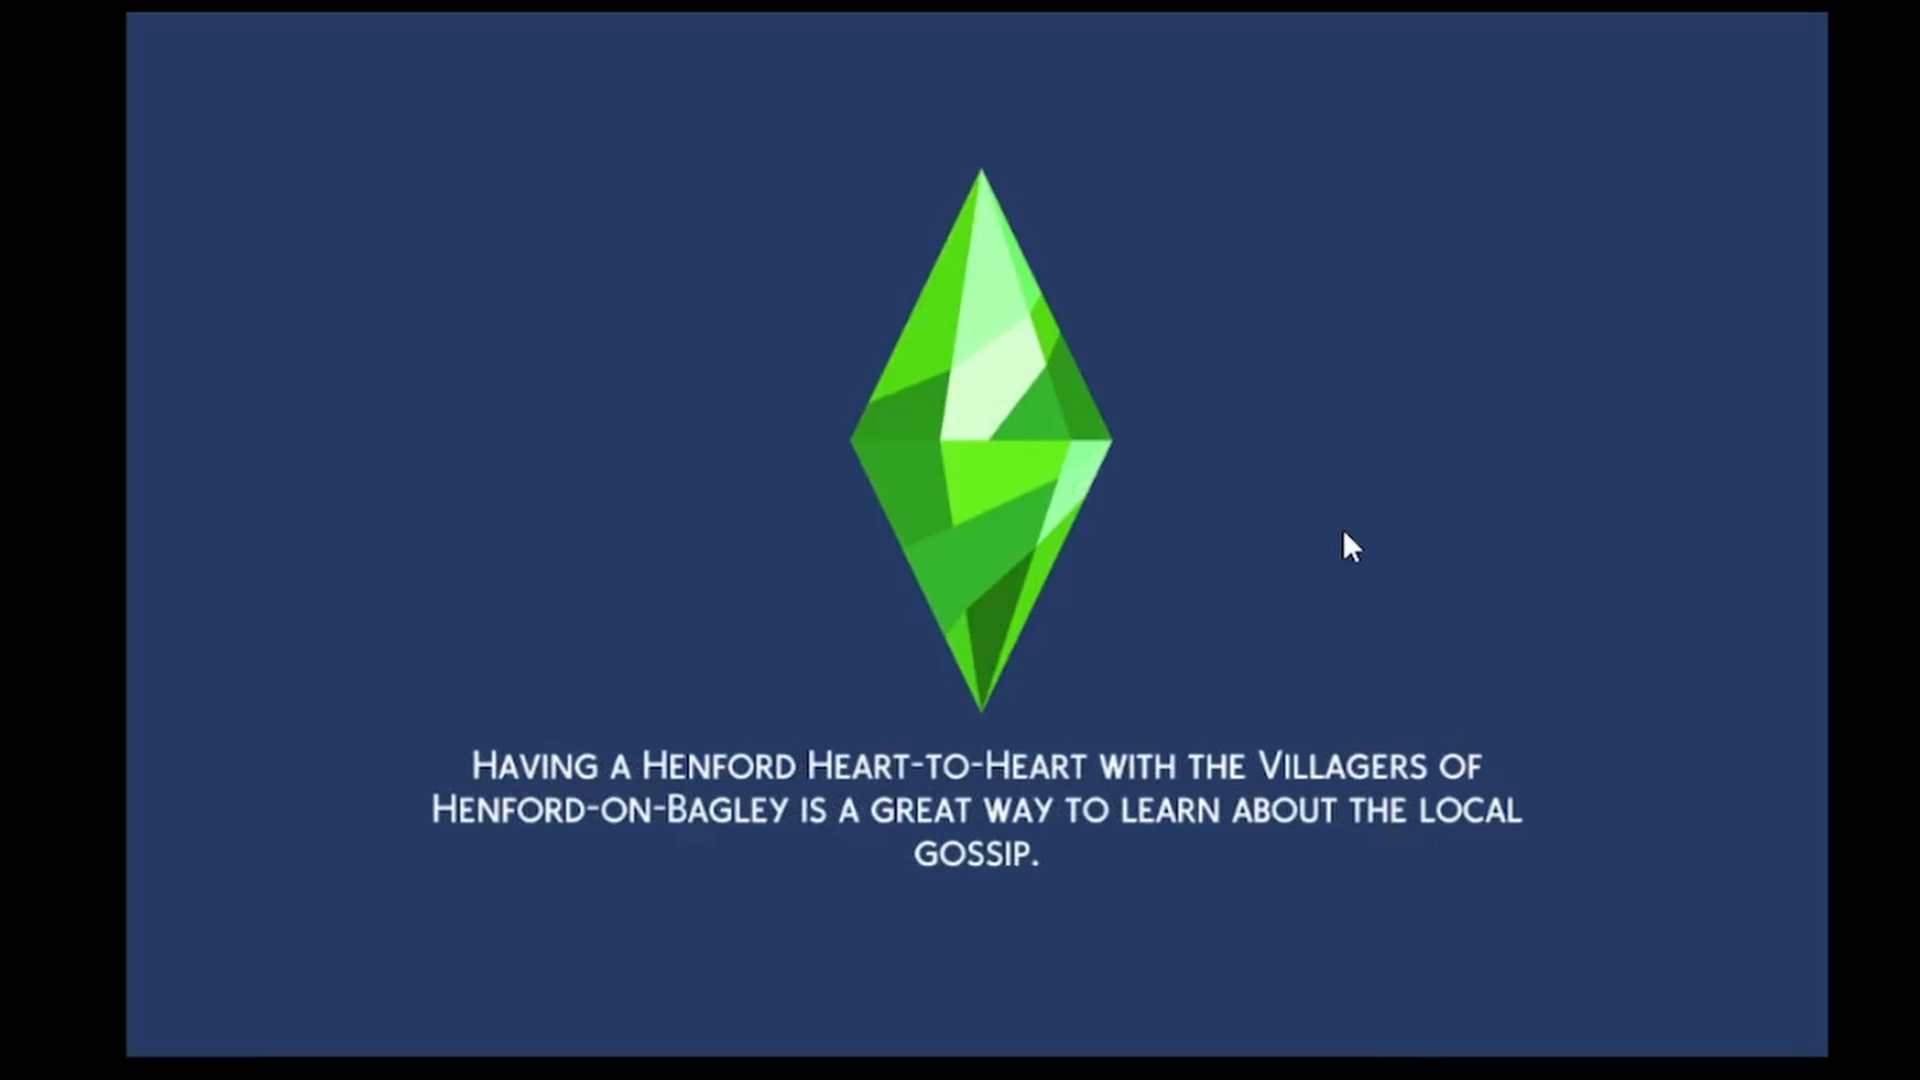 Having a Henford Heart-to-Heart with the Villagers of
Henford-on-Bagley is a great way to learn about the local
gossip.